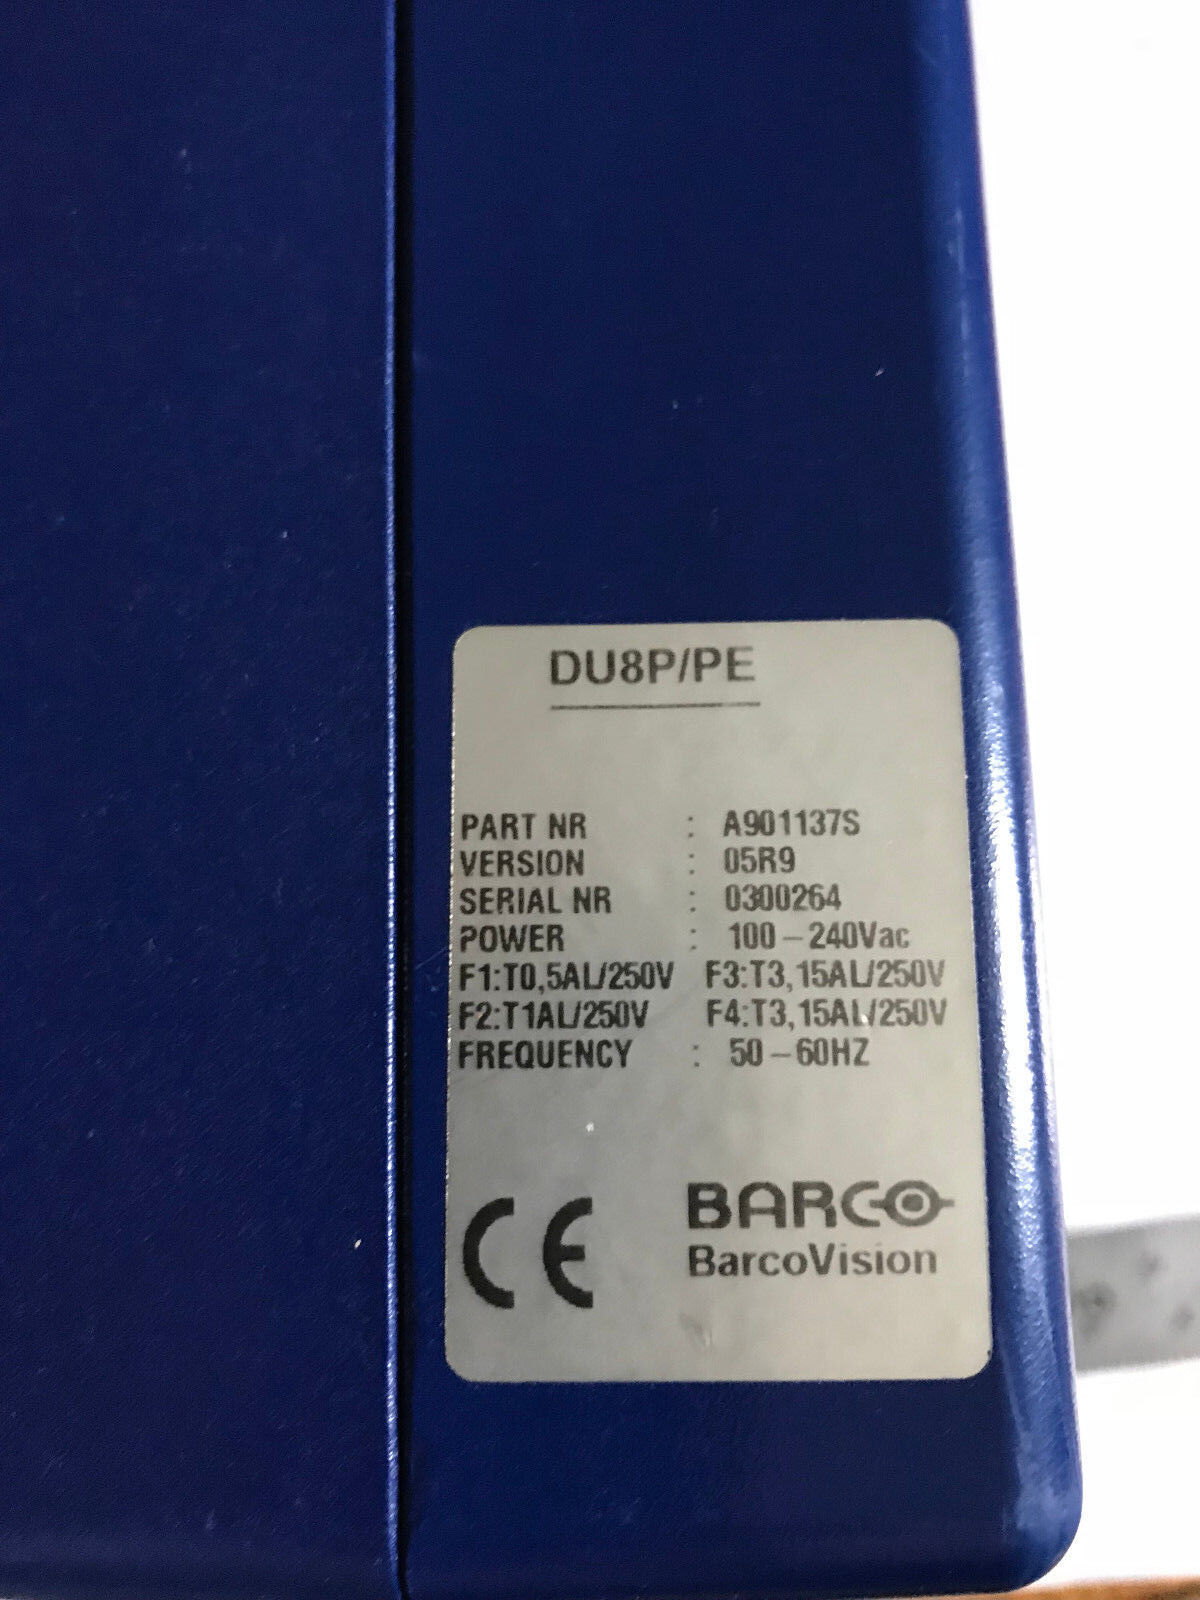 DU8P/PE
PART NR : A901137S
VERSION : 05R9
SERIAL NR : 0300264
POWER : 100 – 240Vac
F1:T0,5AL/250V F3:T3,15AL/250V
F2:T1AL/250V F4:T3,15AL/250V
FREQUENCY : 50 – 60HZ
CE BARCO
BarcoVision